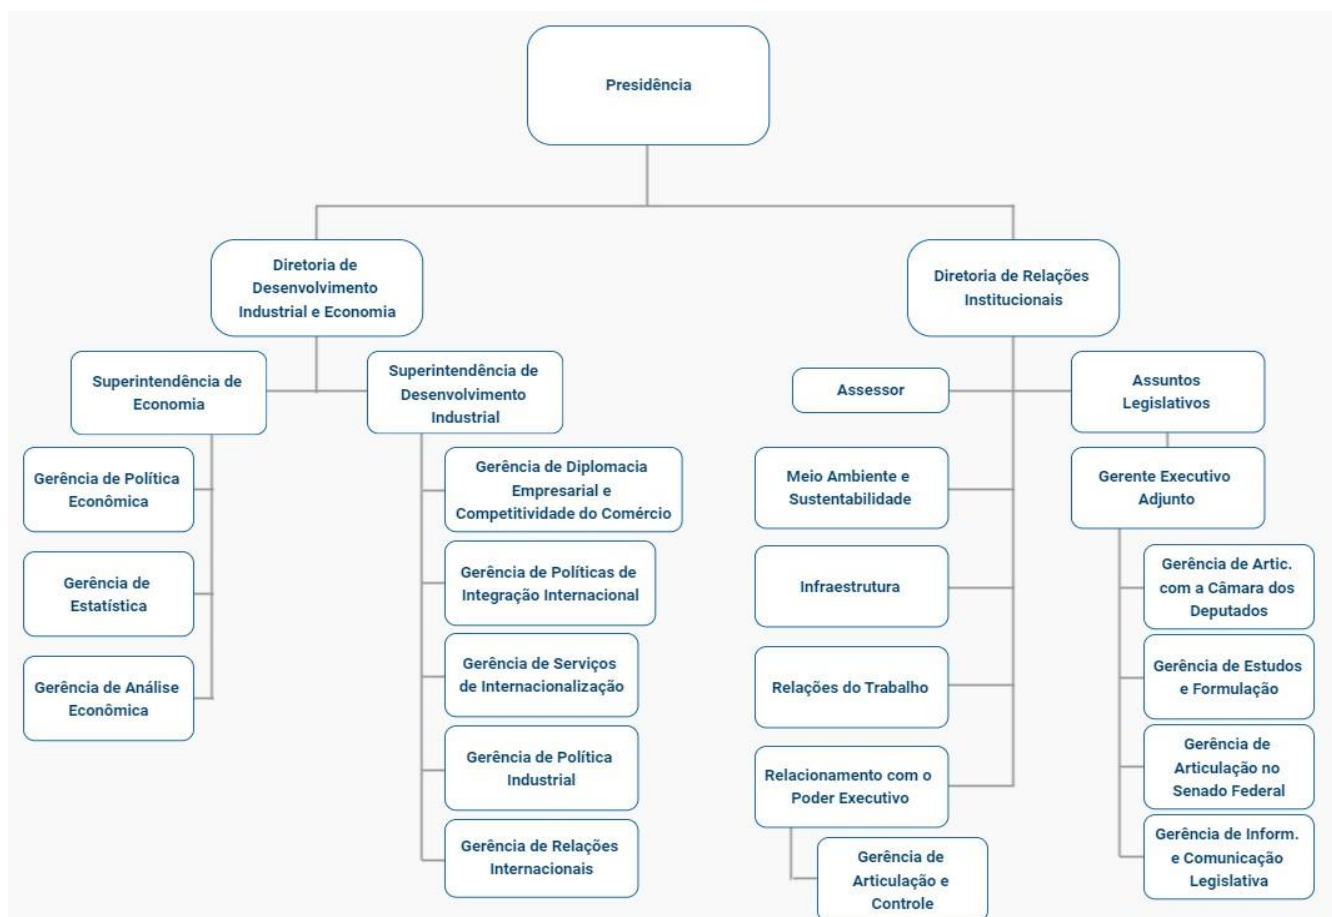 Presidência
Diretoria de
Desenvolvimento
Industrial e Economia
Diretoria de Relações
Institucionais
Superintendência de
Economia
Superintendência de
Desenvolvimento
Industrial
Assessor
Assuntos
Legislativos
Gerência de Política
Econômica
Gerência de
Estatística
Gerência de Análise
Econômica
Gerência de Diplomacia
Empresarial e
Competitividade do Comércio
Gerência de Políticas de
Integração Internacional
Gerência de Serviços
de Internacionalização
Gerência de Política
Industrial
Gerência de Relações
Internacionais
Meio Ambiente e
Sustentabilidade
Infraestrutura
Relações do Trabalho
Relacionamento com o
Poder Executivo
Gerência de
Articulação e
Controle
Gerente Executivo
Adjunto
Gerência de Artic.
com a Câmara dos
Deputados
Gerência de Estudos
e Formulação
Gerência de
Articulação no
Senado Federal
Gerência de Inform.
e Comunicação
Legislativa